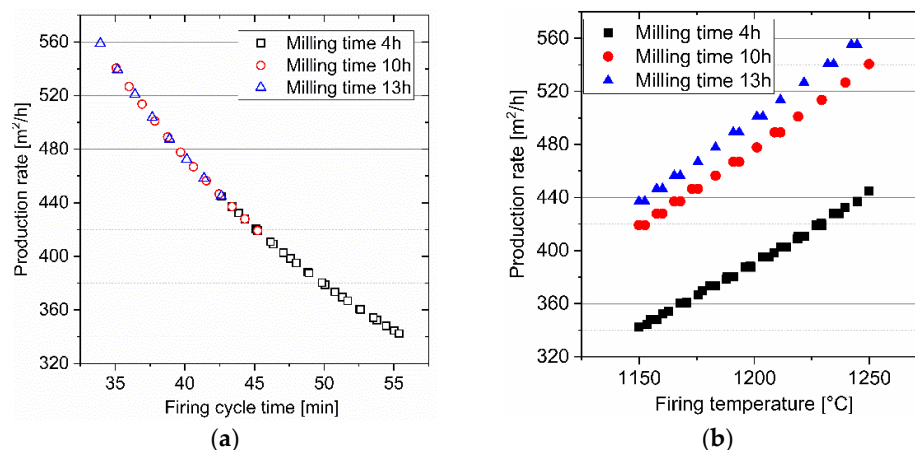 560
520
480
440
400
360
320
Production rate [m²/h]
Milling time 4h
Milling time 10h
Milling time 13h
35 40 45 50 55
Firing cycle time [min]
(a)
560
520
480
440
400
360
320
Production rate [m²/h]
Milling time 4h
Milling time 10h
Milling time 13h
1150 1200 1250
Firing temperature [°C]
(b)